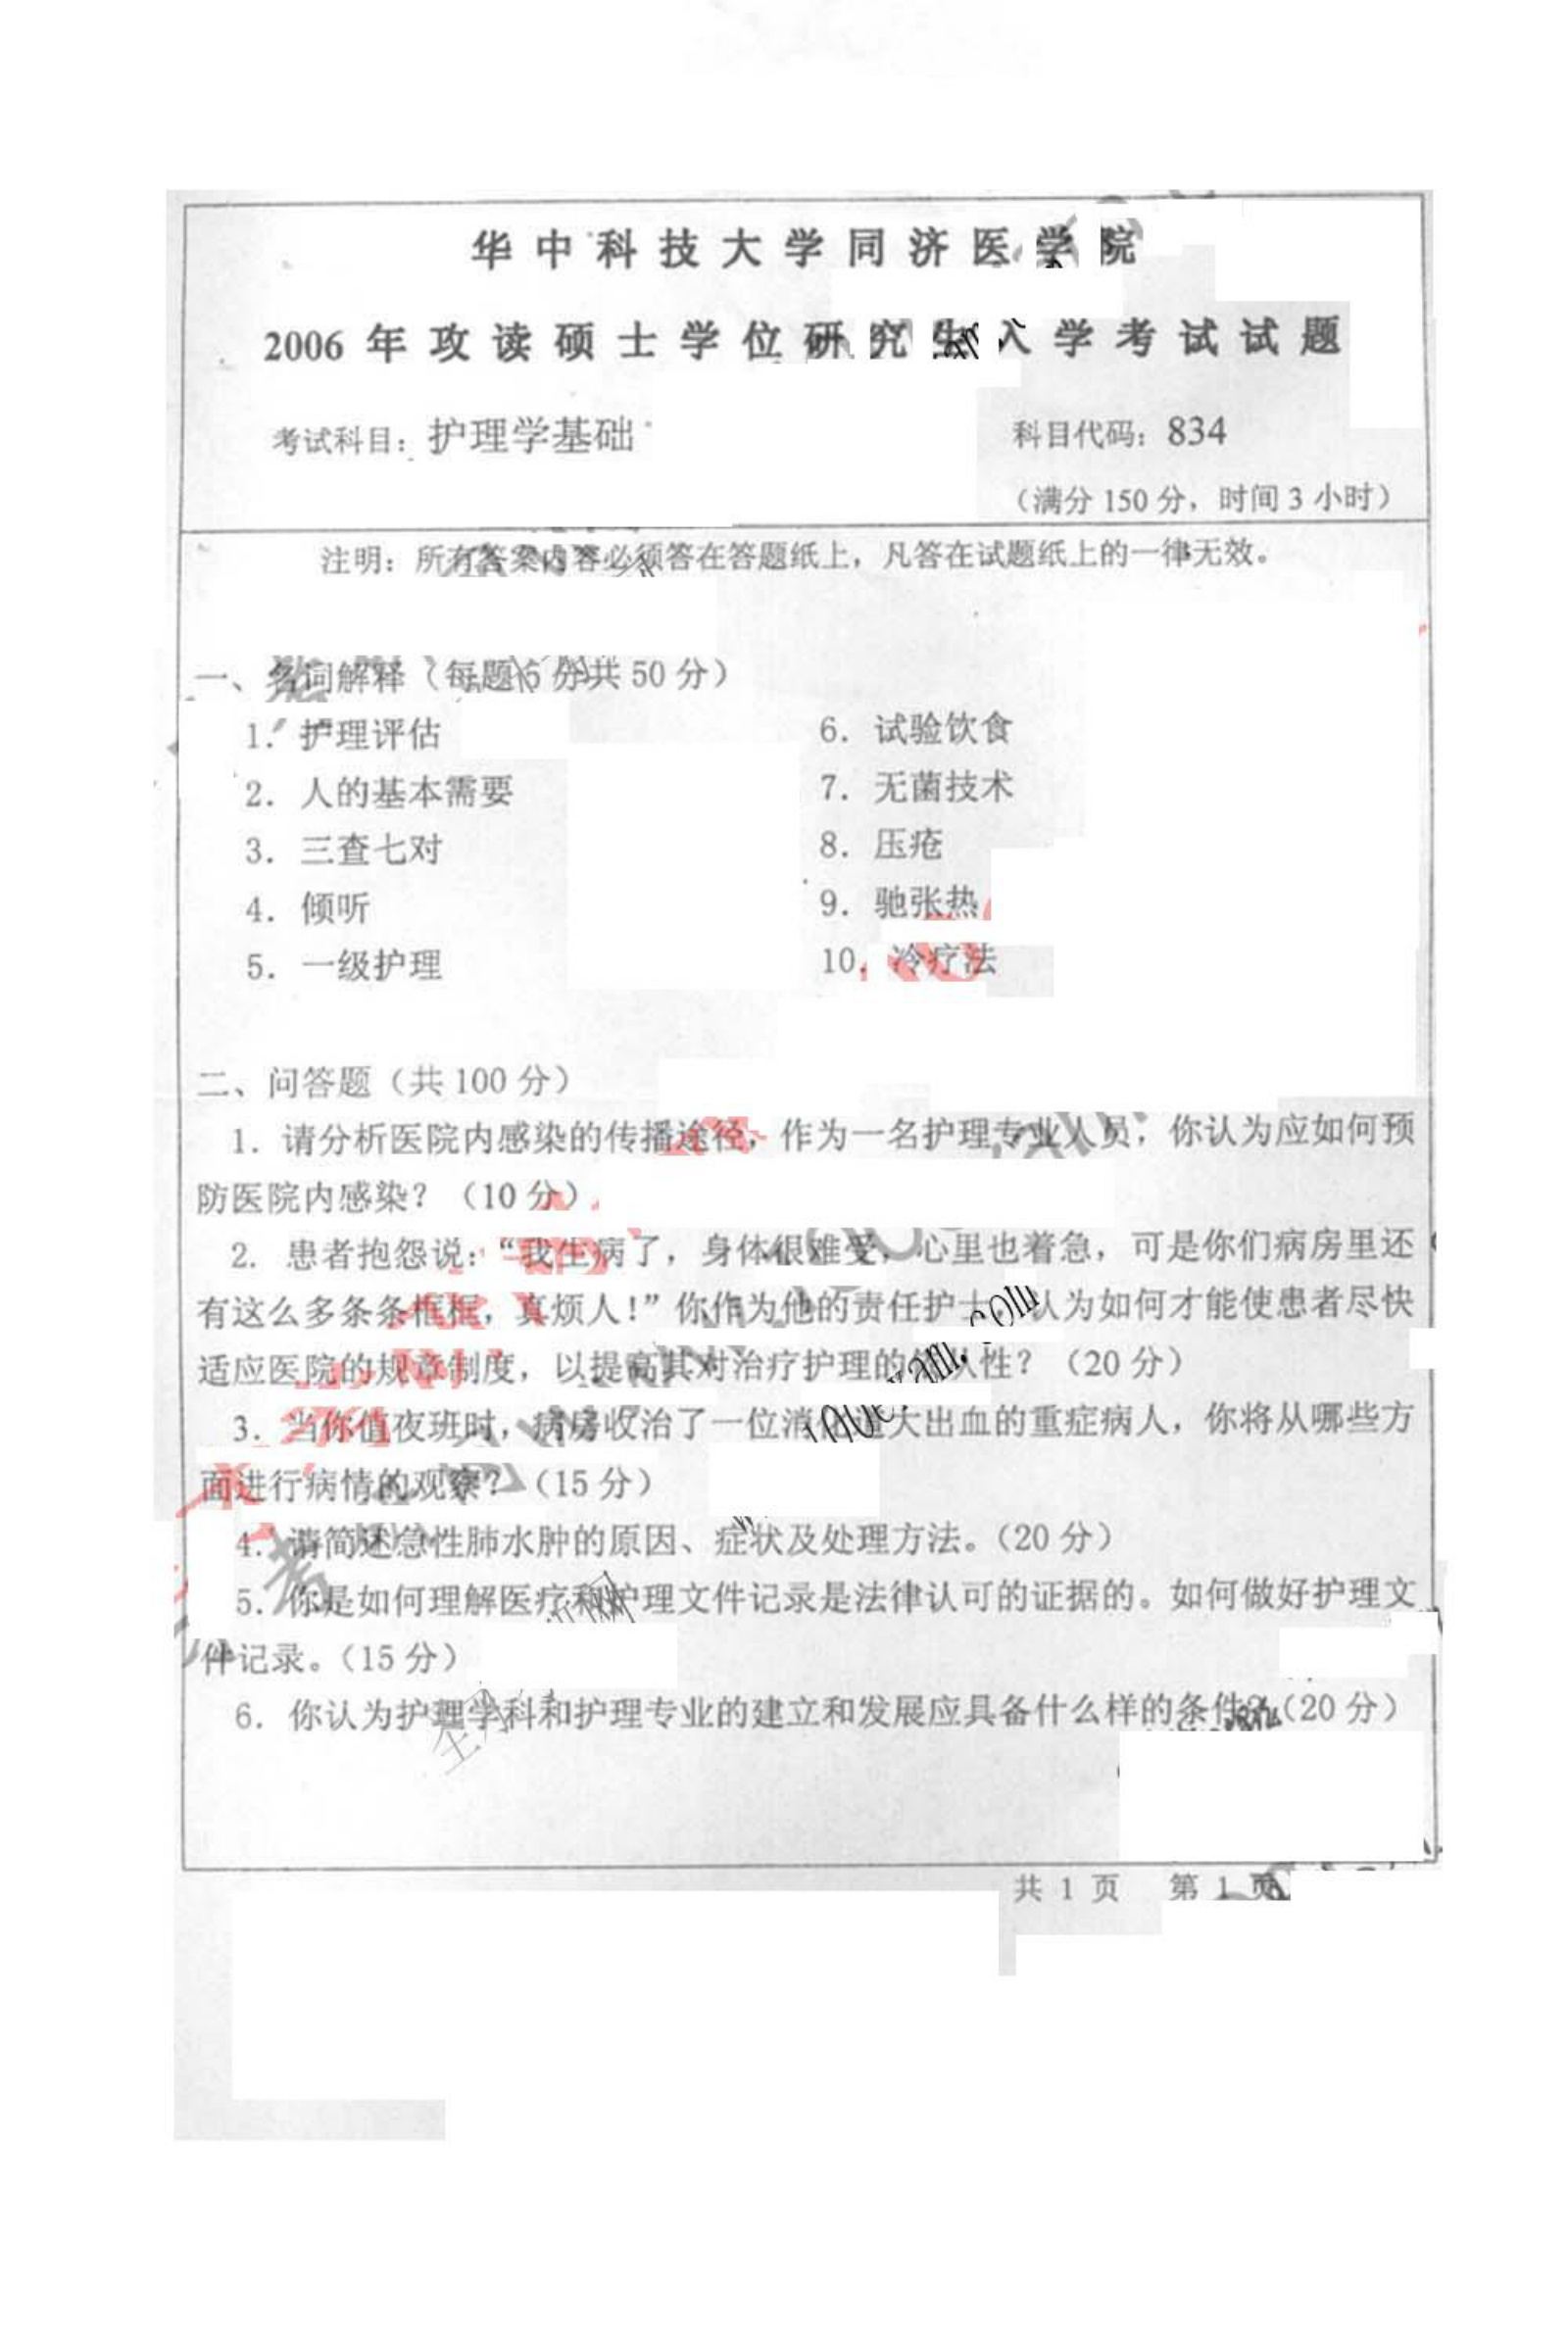 华中科技大学同济医学院
2006年攻读硕士学位研究生入学考试试题
考试科目：护理学基础 科目代码：834
（满分150分，时间3小时）
注明：所有答案内容必须答在答题纸上，凡答在试题纸上的一律无效。
一、名词解释（每题5分共50分）
1. 护理评估 6. 试验饮食
2. 人的基本需要 7. 无菌技术
3. 三查七对 8. 压疮
4. 倾听 9. 驰张热
5. 一级护理 10. 冷疗法
二、问答题（共100分）
1. 请分析医院内感染的传播途径，作为一名护理专业人员，你认为应如何预
防医院内感染？（10分）
2. 患者抱怨说：“我生病了，身体很难受，心里也着急，可是你们病房里还
有这么多条条框框，真烦人！”你作为他的责任护士，认为如何才能使患者尽快
适应医院的规章制度，以提高其对治疗护理的 从性？（20分）
3. 当你值夜班时，病房收治了一位消化道大出血的重症病人，你将从哪些方
面进行病情的观察？（15分）
4. 请简述急性肺水肿的原因、症状及处理方法。（20分）
5. 你是如何理解医疗和护理文件记录是法律认可的证据的。如何做好护理文
件记录。（15分）
6. 你认为护理学科和护理专业的建立和发展应具备什么样的条件？（20分）
共 1 页 第 1 页